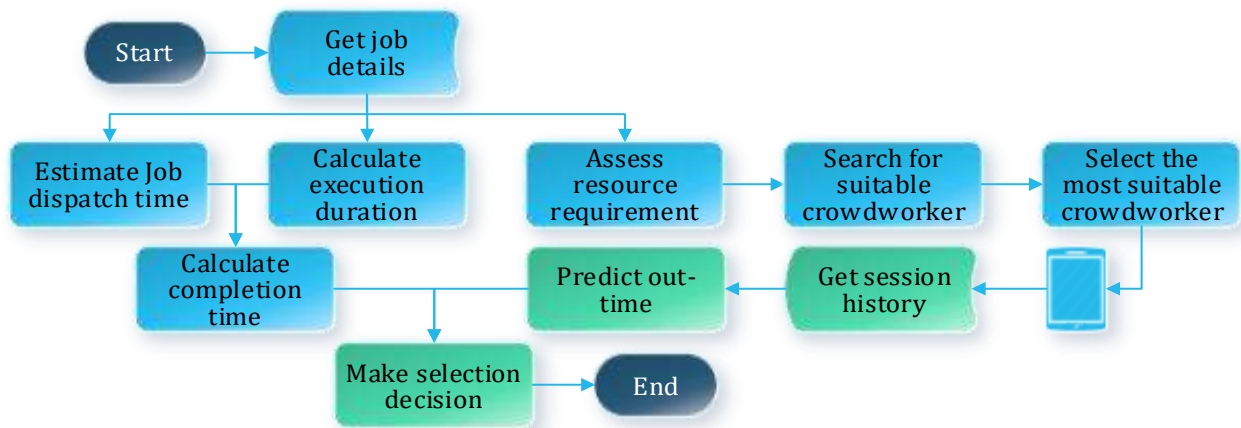 Start
Get job
details
Estimate Job
dispatch time
Calculate
execution
duration
Assess
resource
requirement
Search for
suitable
crowdworker
Select the
most suitable
crowdworker
Calculate
completion
time
Predict out-
time
Get session
history
Make selection
decision
End